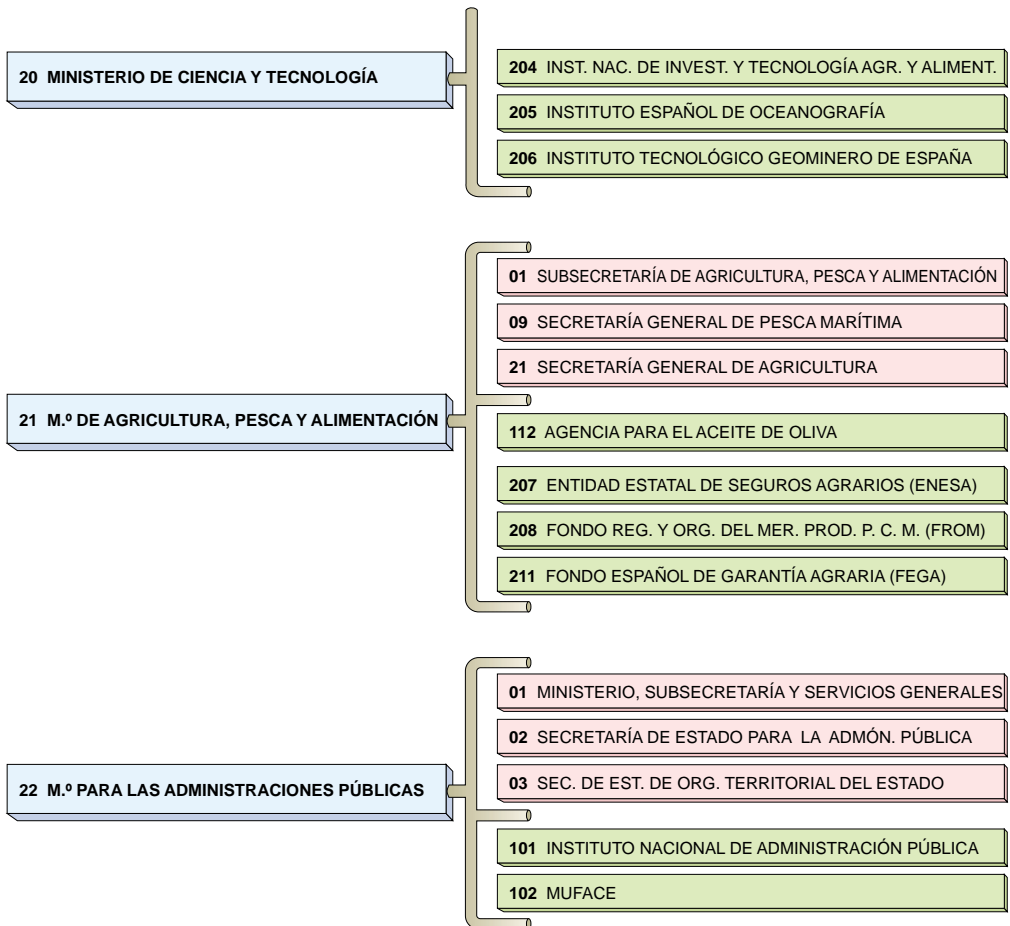 20 MINISTERIO DE CIENCIA Y TECNOLOGÍA
204 INST. NAC. DE INVEST. Y TECNOLOGÍA AGR. Y ALIMENT.
205 INSTITUTO ESPAÑOL DE OCEANOGRAFÍA
206 INSTITUTO TECNOLÓGICO GEOMINERO DE ESPAÑA
21 M.º DE AGRICULTURA, PESCA Y ALIMENTACIÓN
01 SUBSECRETARÍA DE AGRICULTURA, PESCA Y ALIMENTACIÓN
09 SECRETARÍA GENERAL DE PESCA MARÍTIMA
21 SECRETARÍA GENERAL DE AGRICULTURA
112 AGENCIA PARA EL ACEITE DE OLIVA
207 ENTIDAD ESTATAL DE SEGUROS AGRARIOS (ENESA)
208 FONDO REG. Y ORG. DEL MER. PROD. P. C. M. (FROM)
211 FONDO ESPAÑOL DE GARANTÍA AGRARIA (FEGA)
22 M.º PARA LAS ADMINISTRACIONES PÚBLICAS
01 MINISTERIO, SUBSECRETARÍA Y SERVICIOS GENERALES
02 SECRETARÍA DE ESTADO PARA LA ADMÓN. PÚBLICA
03 SEC. DE EST. DE ORG. TERRITORIAL DEL ESTADO
101 INSTITUTO NACIONAL DE ADMINISTRACIÓN PÚBLICA
102 MUFACE